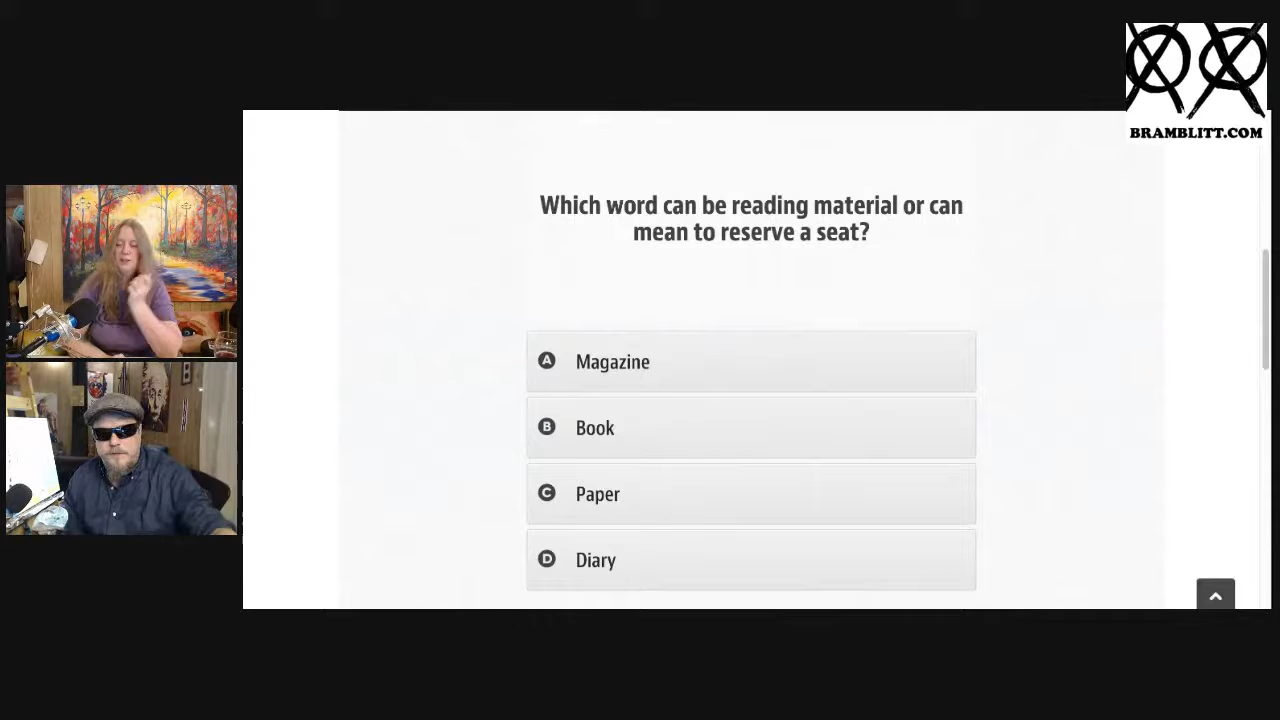 BRAMBLITT.COM
Which word can be reading material or can
mean to reserve a seat?
A Magazine
B Book
C Paper
D Diary